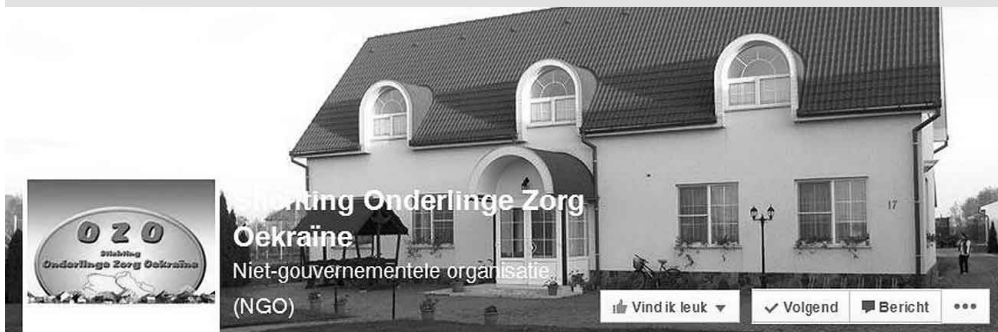 OZO
Stichting
Onderlinge Zorg Oekraïne
Stichting Onderlinge Zorg
Oekraïne
Niet-gouvernementele organisatie
(NGO)
17
Vind ik leuk
Volgend
Bericht